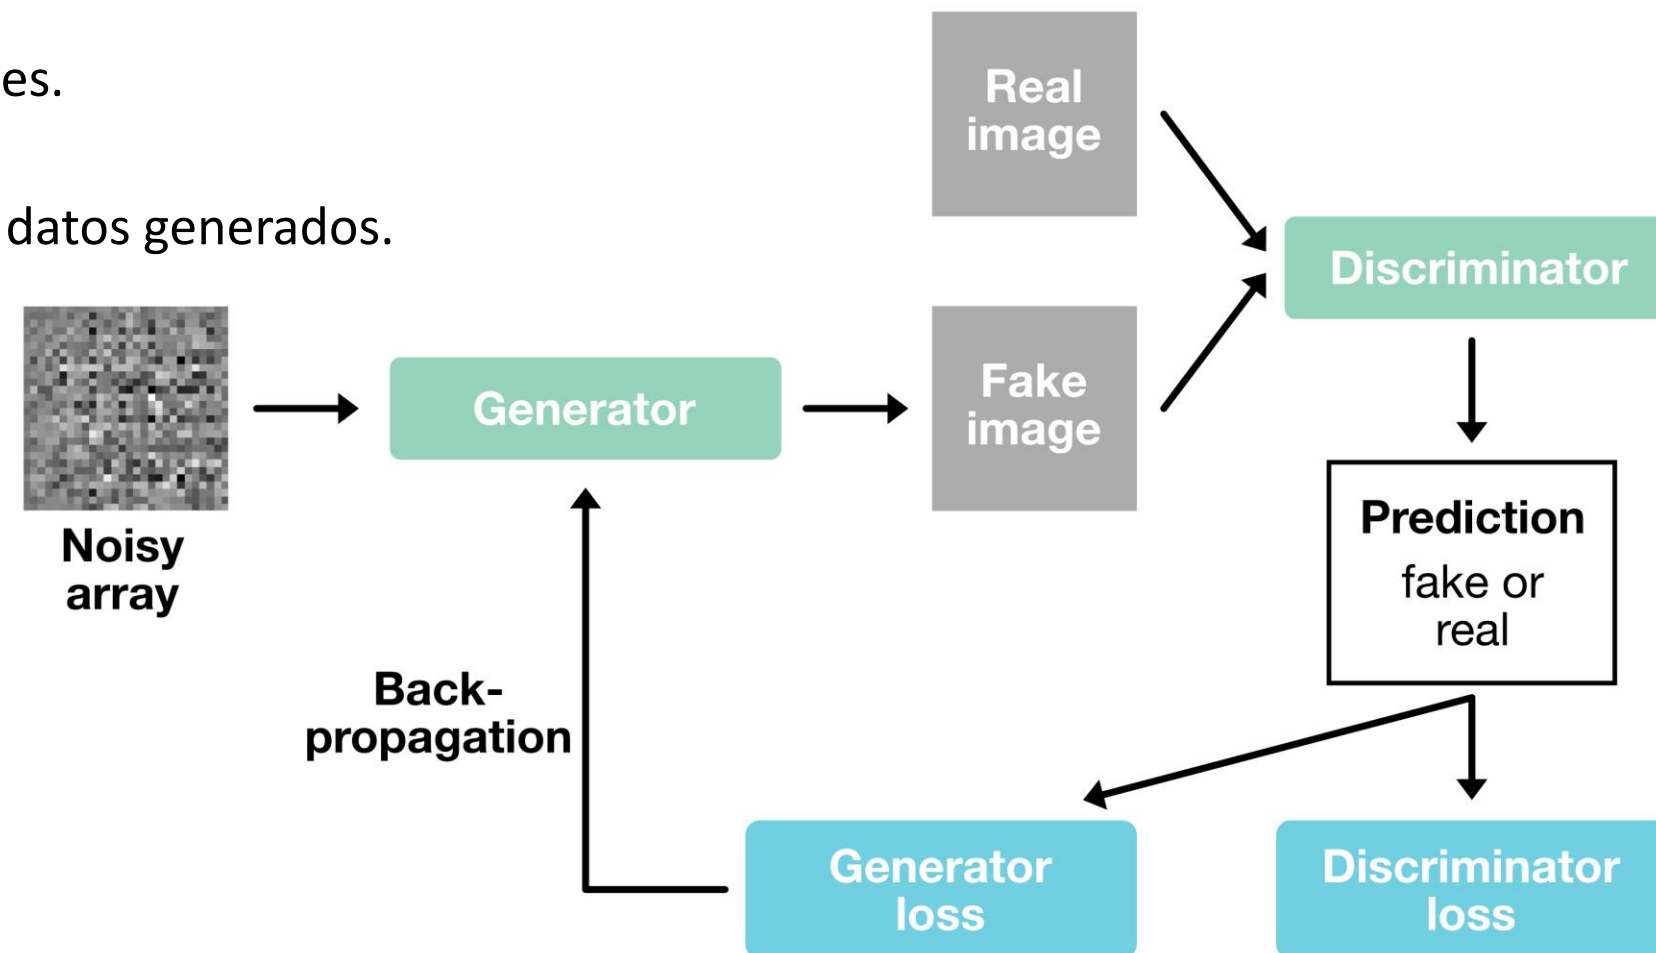 es.
datos generados.
Real
image
Discriminator
Fake
image
Generator
Noisy
array
Prediction
fake or
real
Back-
propagation
Generator
loss
Discriminator
loss